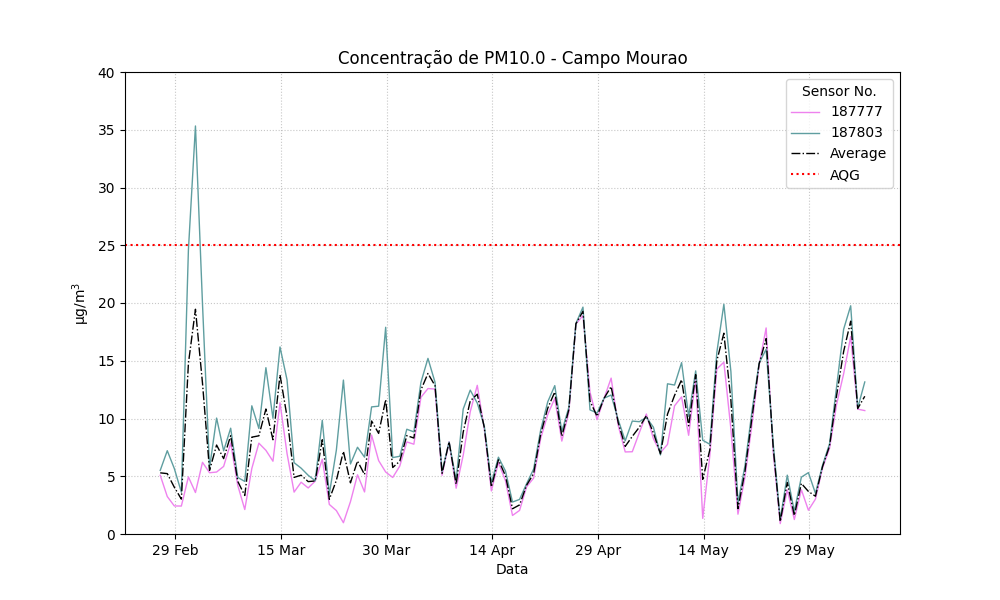 Concentração de PM10.0 - Campo Mourao
40
35
30
25
20
15
10
5
0
µg/m³
Sensor No.
187777
187803
Average
AQG
29 Feb
15 Mar
30 Mar
14 Apr
29 Apr
14 May
29 May
Data